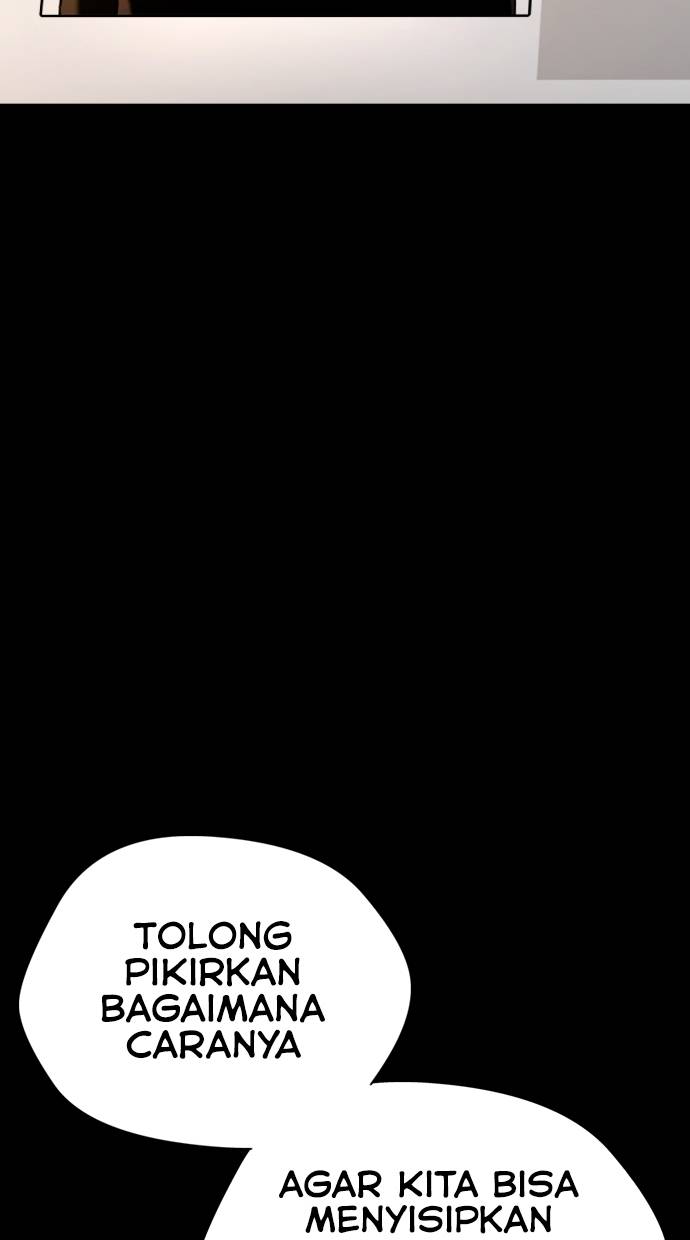 TOLONG
PIKIRKAN
BAGAIMANA
CARANYA
AGAR KITA BISA
MENYISIPKAN